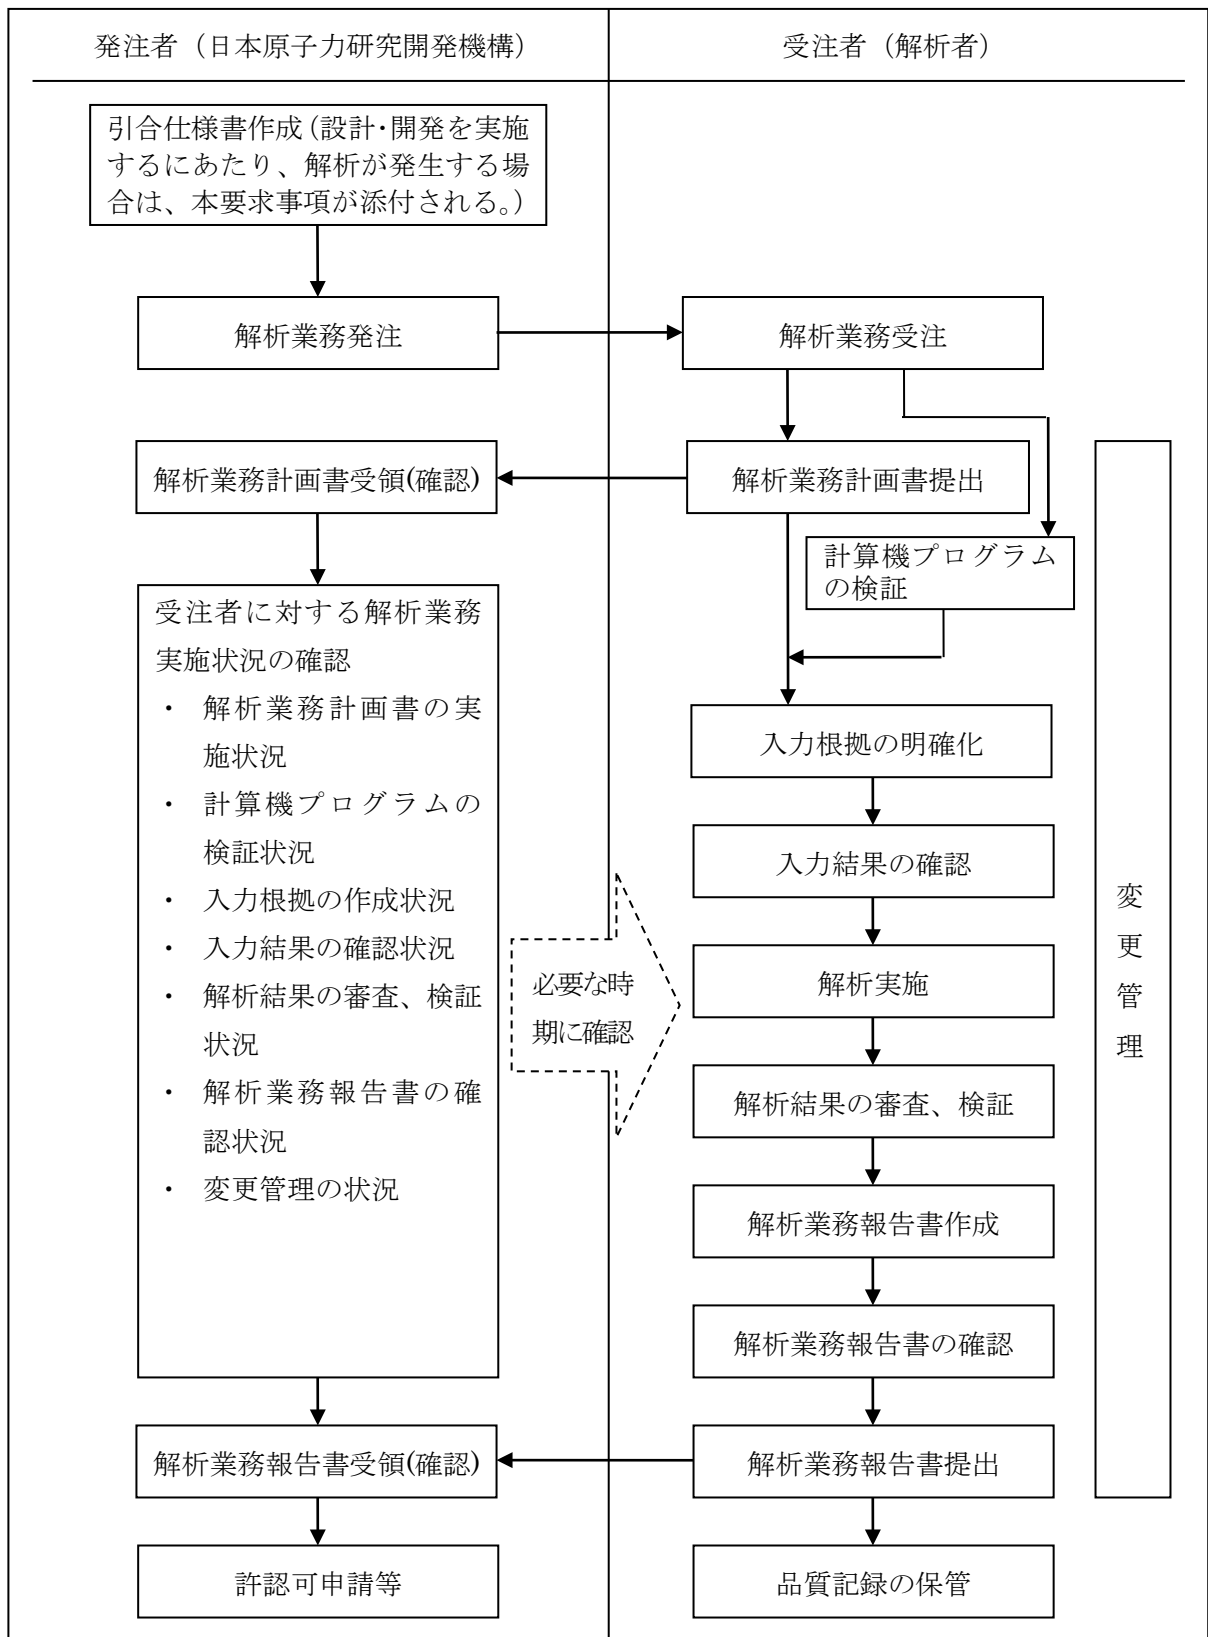 発注者（日本原子力研究開発機構）
受注者（解析者）
引合仕様書作成（設計・開発を実施
するにあたり、解析が発生する場
合は、本要求事項が添付される。）
解析業務発注
解析業務受注
解析業務計画書受領(確認)
解析業務計画書提出
計算機プログラム
の検証
受注者に対する解析業務
実施状況の確認
・ 解析業務計画書の実
施状況
・ 計算機プログラムの
検証状況
・ 入力根拠の作成状況
・ 入力結果の確認状況
・ 解析結果の審査、検証
状況
・ 解析業務報告書の確
認状況
・ 変更管理の状況
必要な時
期に確認
入力根拠の明確化
入力結果の確認
解析実施
解析結果の審査、検証
解析業務報告書作成
解析業務報告書の確認
変
更
管
理
解析業務報告書受領(確認)
解析業務報告書提出
許認可申請等
品質記録の保管